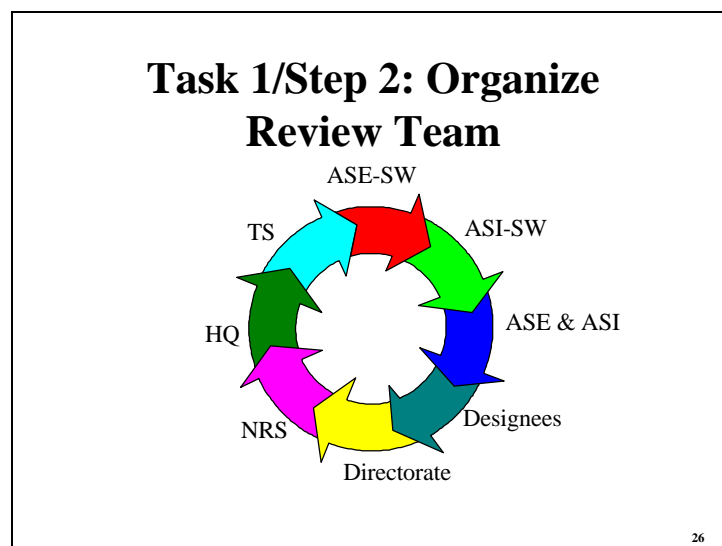 Task 1/Step 2: Organize
Review Team
ASE-SW
TS
ASI-SW
HQ
ASE & ASI
NRS
Designees
Directorate
26